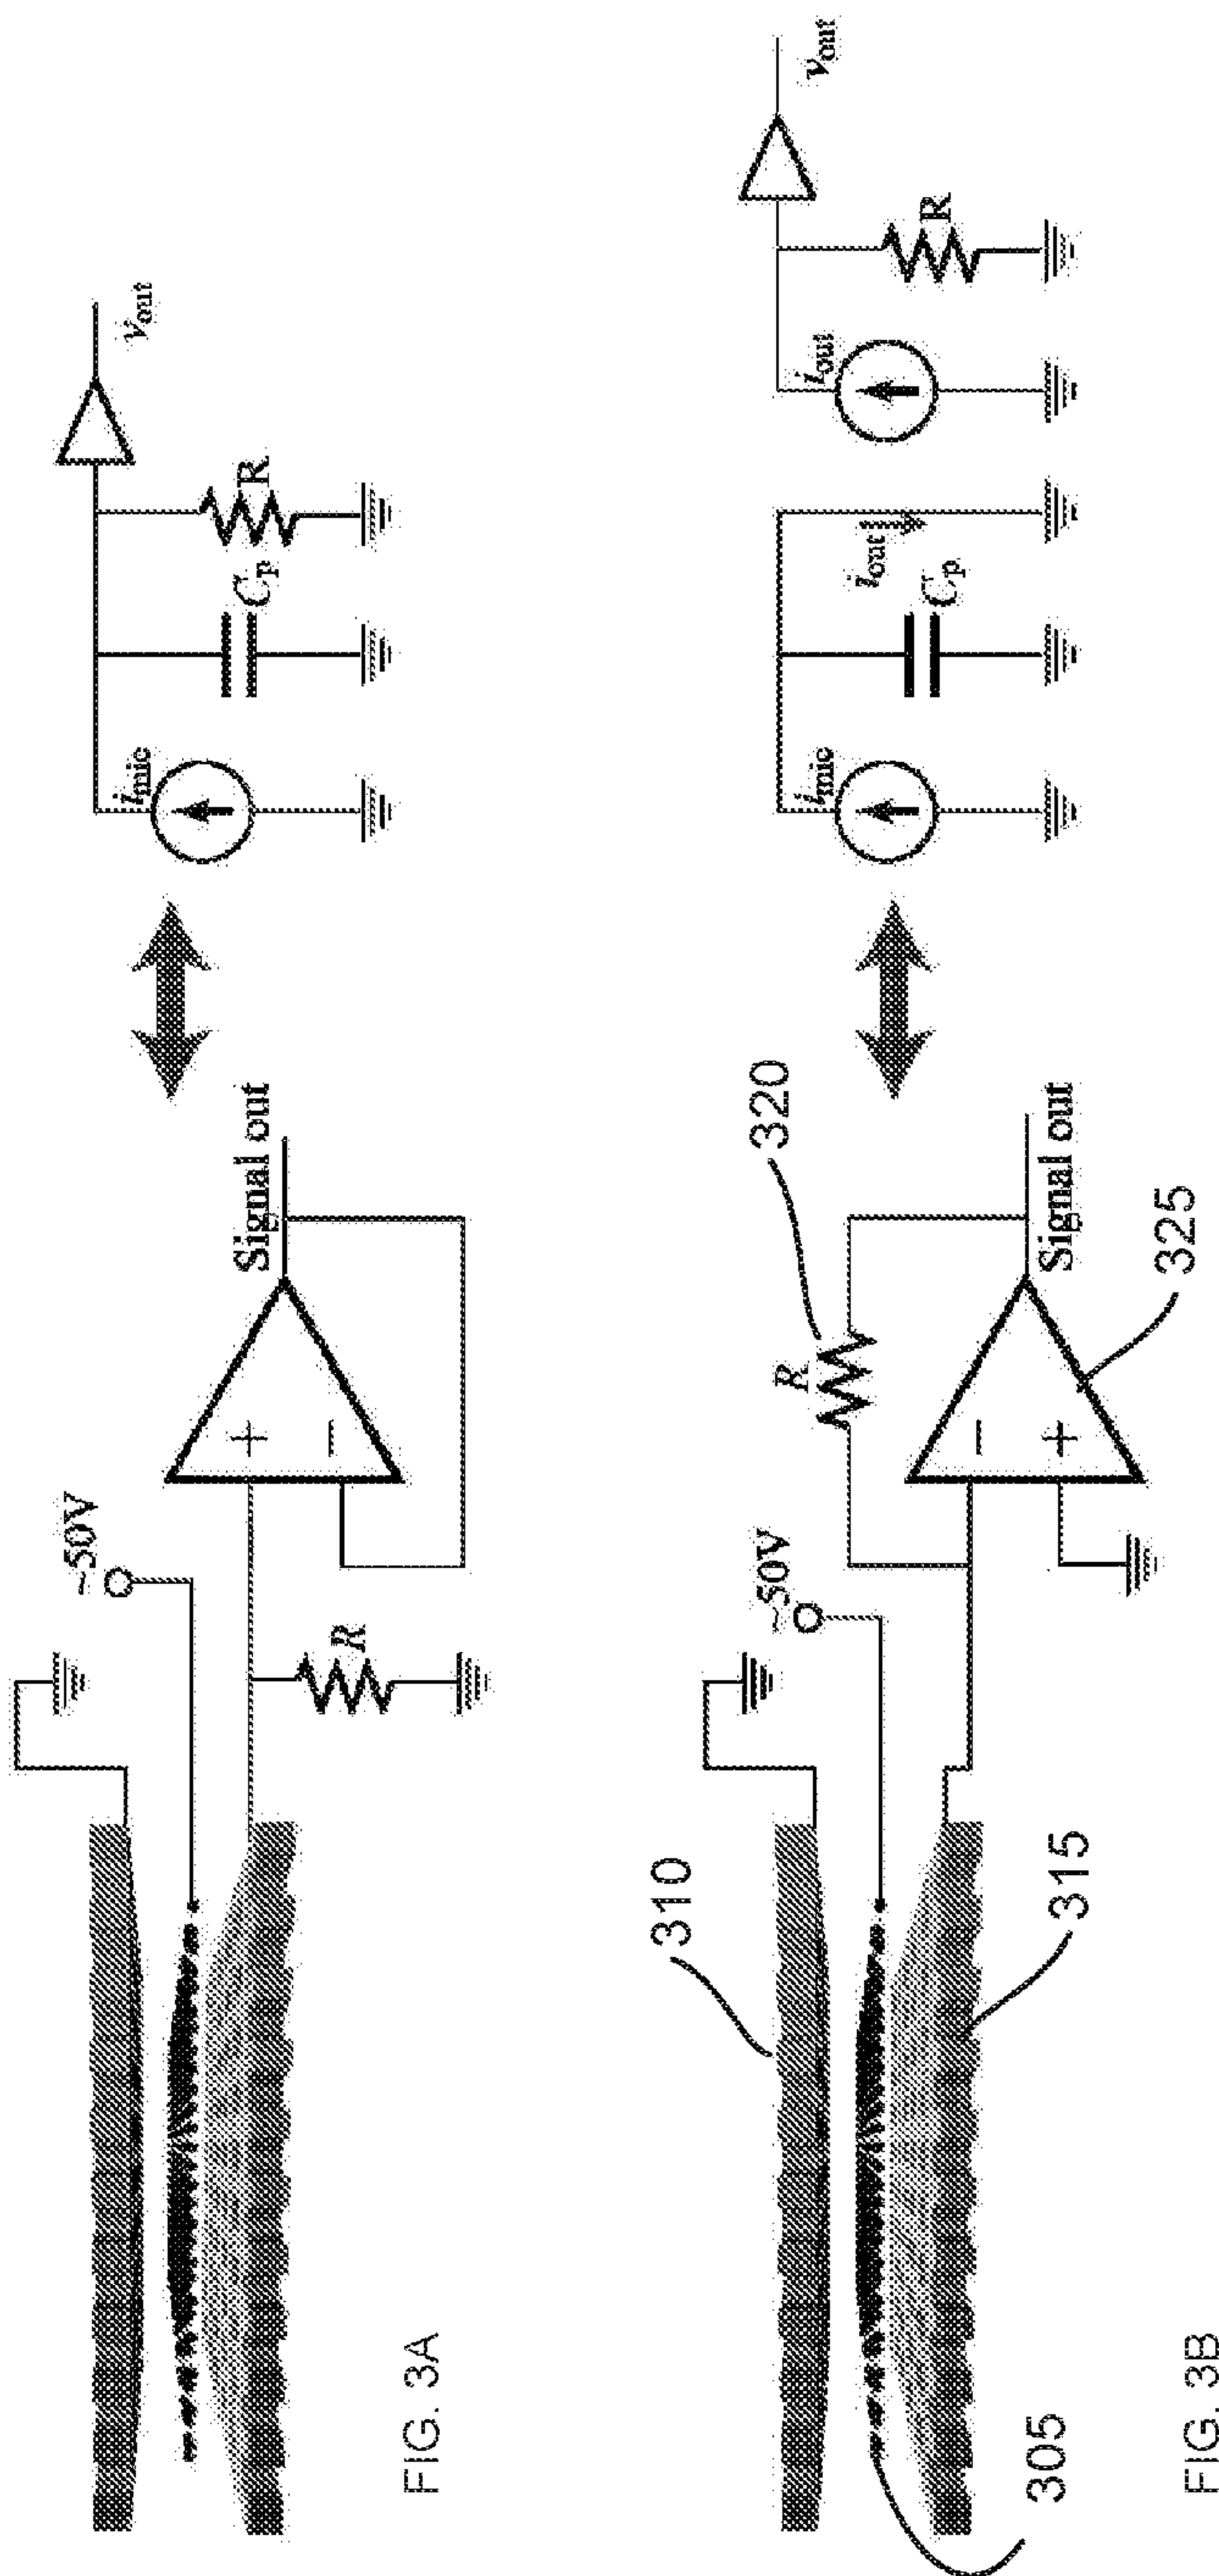 ~50V
R
+
−
Signal out
i_mic
C_p
R
v_out
FIG. 3A
310
~50V
R
320
−
+
Signal out
325
315
305
i_mic
C_p
i_out
i_out
R
v_out
FIG. 3B